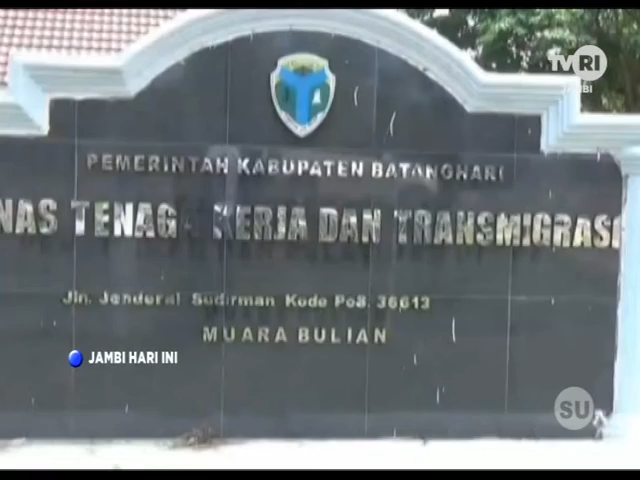 TVRI
JAMBI
PEMERINTAH KABUPATEN BATANGHARI
NAS TENAGA KERJA DAN TRANSMIGRASI
Jln. Jenderal Sudirman Kode Pos. 36613
MUARA BULIAN
JAMBI HARI INI
SU